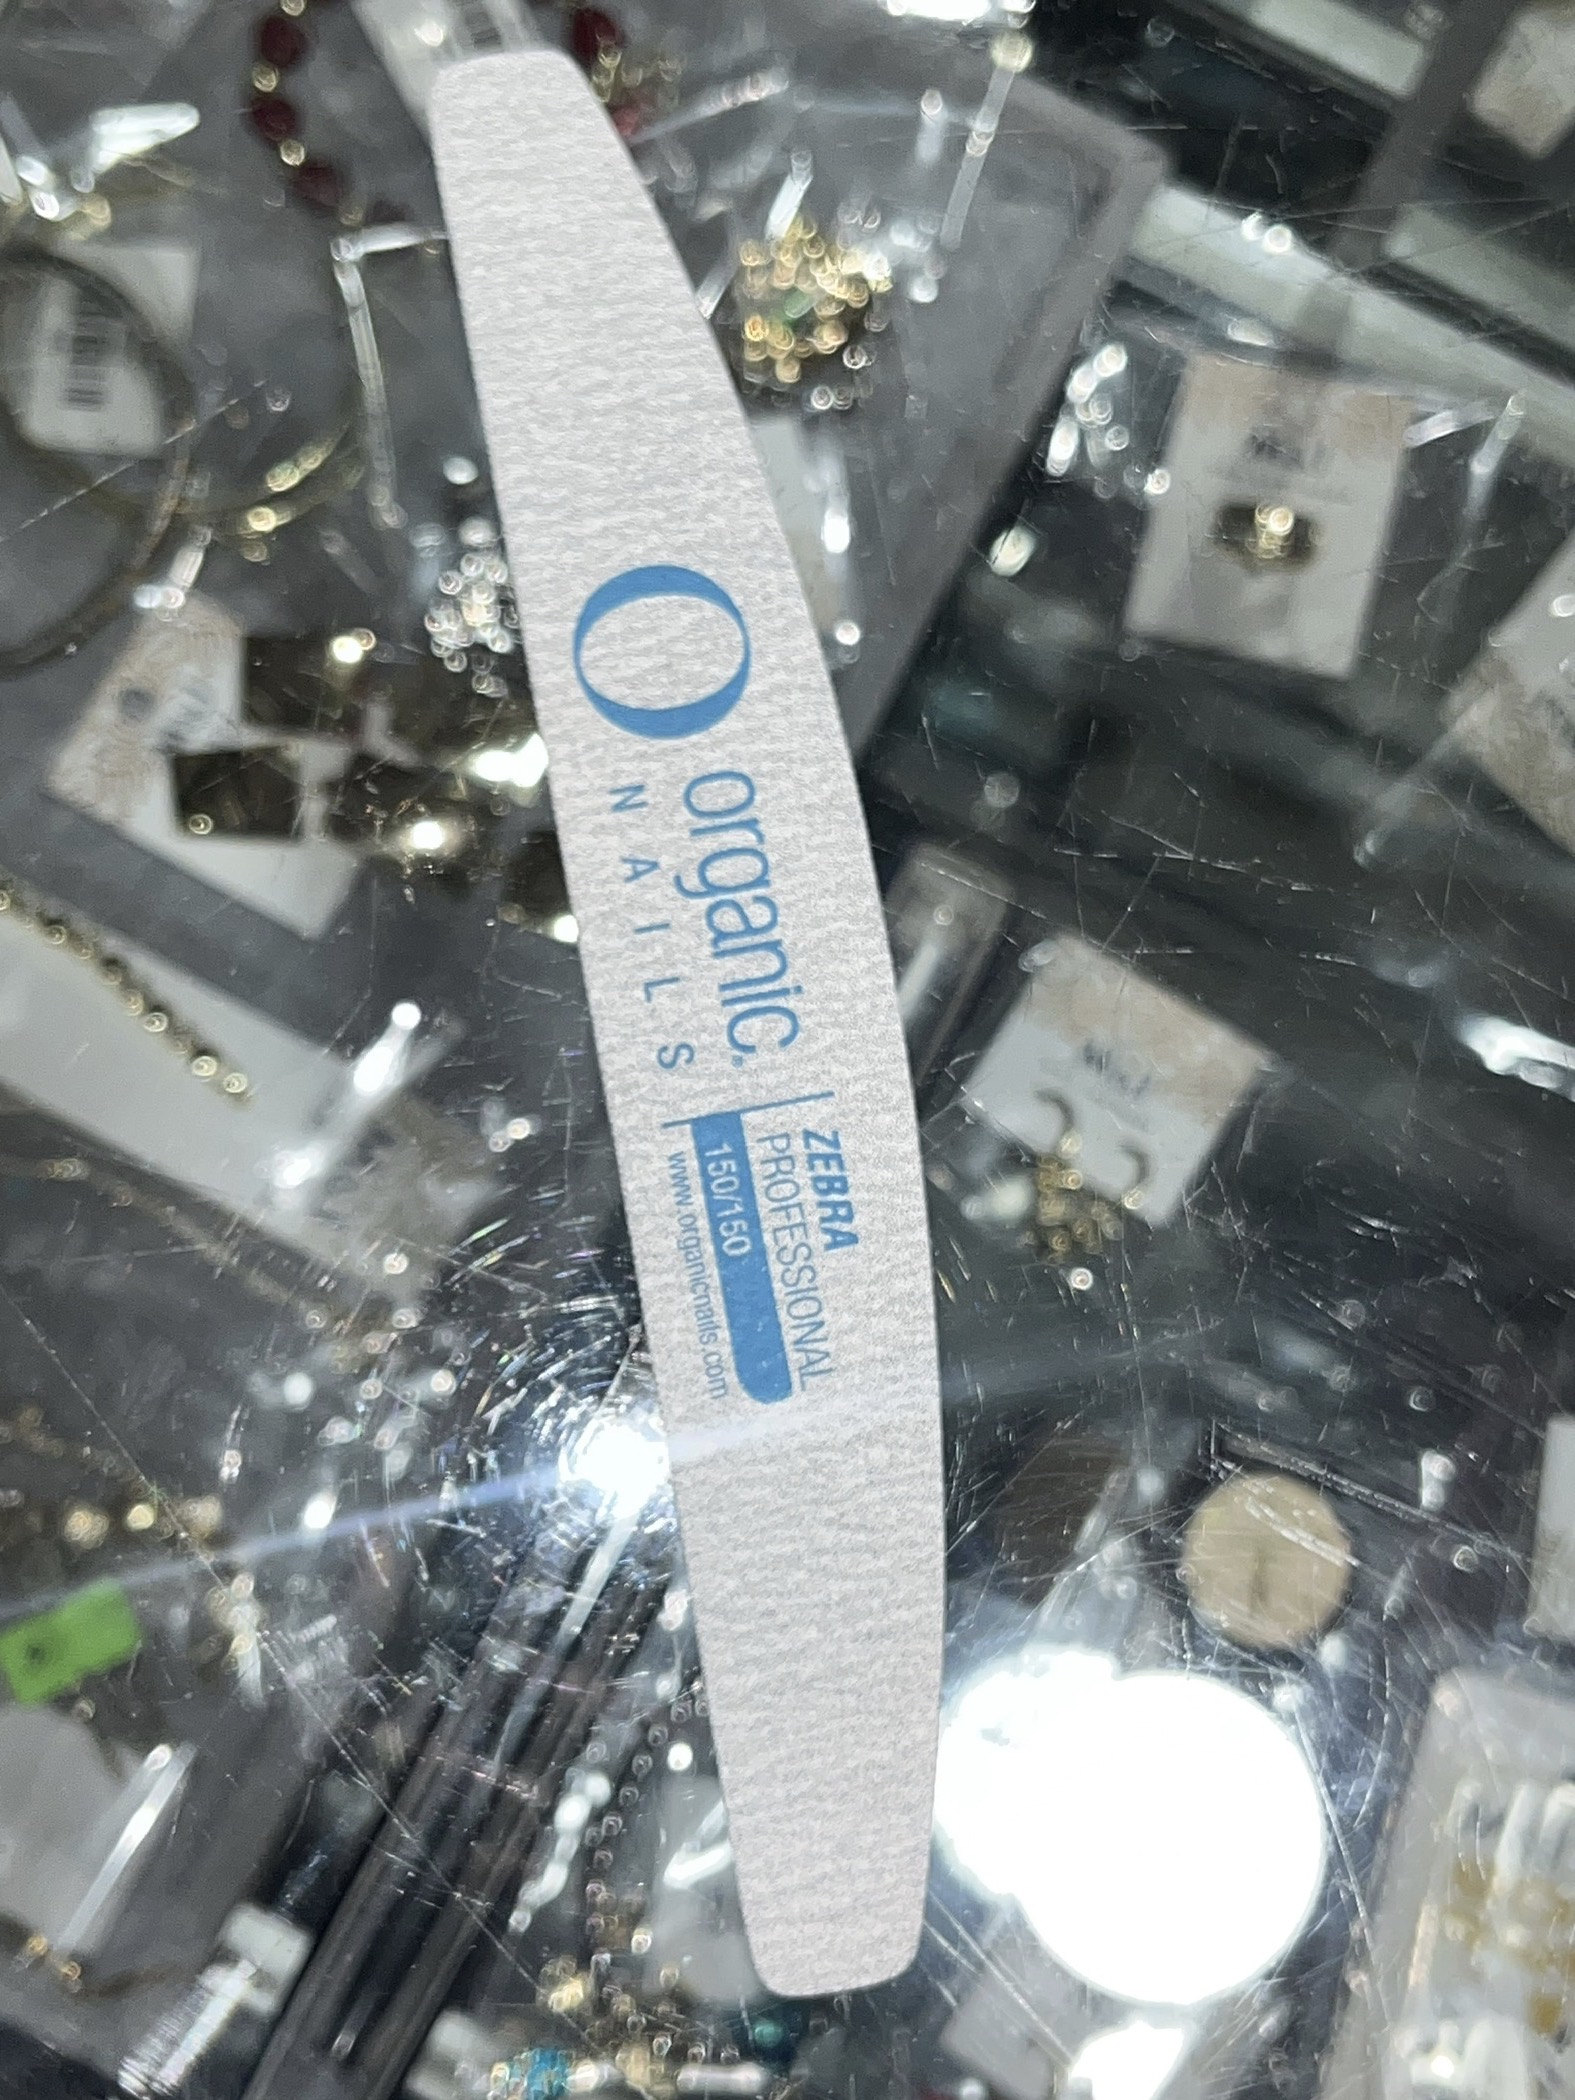 O
organic®
NAILS
ZEBRA
PROFESSIONAL
150/150
www.organicnails.com